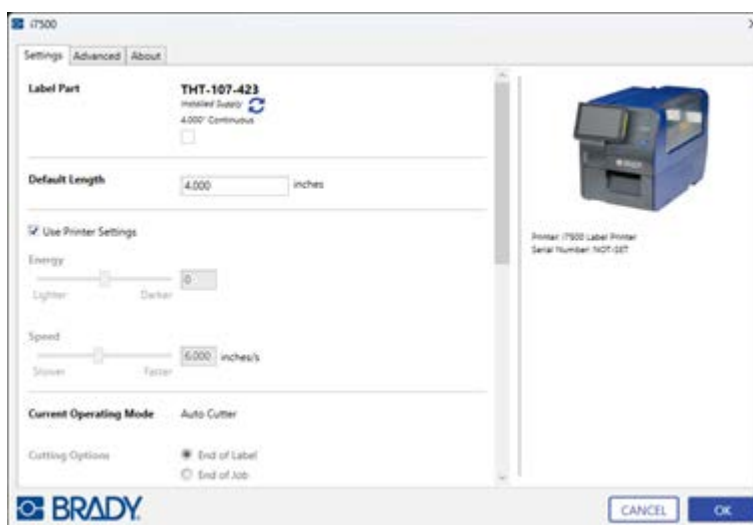 i7500
Settings Advanced About
Label Part
THT-107-423
Installed Supply
4.000" Continuous
Default Length
4.000 inches
Use Printer Settings
Energy
0
Lighter Darker
Speed
6.000 inches/s
Slower Faster
Current Operating Mode Auto Cutter
Cutting Options End of Label
End of Job
Printer: i7500 Label Printer
Serial Number: NOT-SET
BRADY.
CANCEL OK